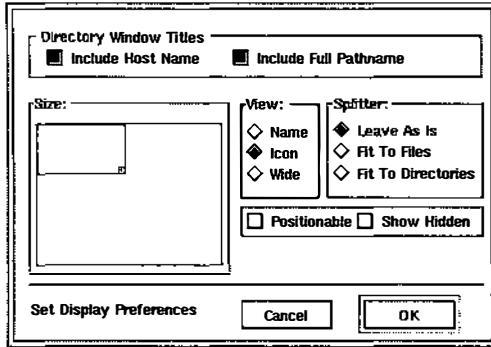 Directory Window Titles
Include Host Name Include Full Pathname
Size:
View:
Name
Icon
Wide
Splitter:
Leave As Is
Fit To Files
Fit To Directories
Positionable Show Hidden
Set Display Preferences Cancel OK